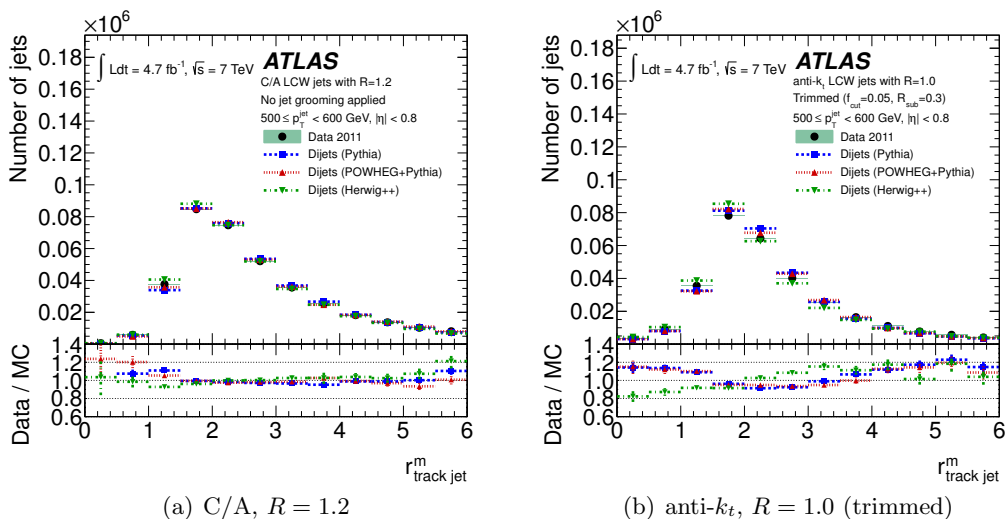 ×10⁶
Number of jets
0.18
0.16
0.14
0.12
0.1
0.08
0.06
0.04
0.02
∫ Ldt = 4.7 fb⁻¹, √s = 7 TeV
ATLAS
C/A LCW jets with R=1.2
No jet grooming applied
500 ≤ p_T^jet < 600 GeV, |η| < 0.8
Data 2011
Dijets (Pythia)
Dijets (POWHEG+Pythia)
Dijets (Herwig++)
Data / MC
1.4
1.2
1.0
0.8
0.6
0 1 2 3 4 5 6
r^m_track jet
(a) C/A, R = 1.2
×10⁶
Number of jets
0.18
0.16
0.14
0.12
0.1
0.08
0.06
0.04
0.02
∫ Ldt = 4.7 fb⁻¹, √s = 7 TeV
ATLAS
anti-k_t LCW jets with R=1.0
Trimmed (f_cut=0.05, R_sub=0.3)
500 ≤ p_T^jet < 600 GeV, |η| < 0.8
Data 2011
Dijets (Pythia)
Dijets (POWHEG+Pythia)
Dijets (Herwig++)
Data / MC
1.4
1.2
1.0
0.8
0.6
0 1 2 3 4 5 6
r^m_track jet
(b) anti-k_t, R = 1.0 (trimmed)